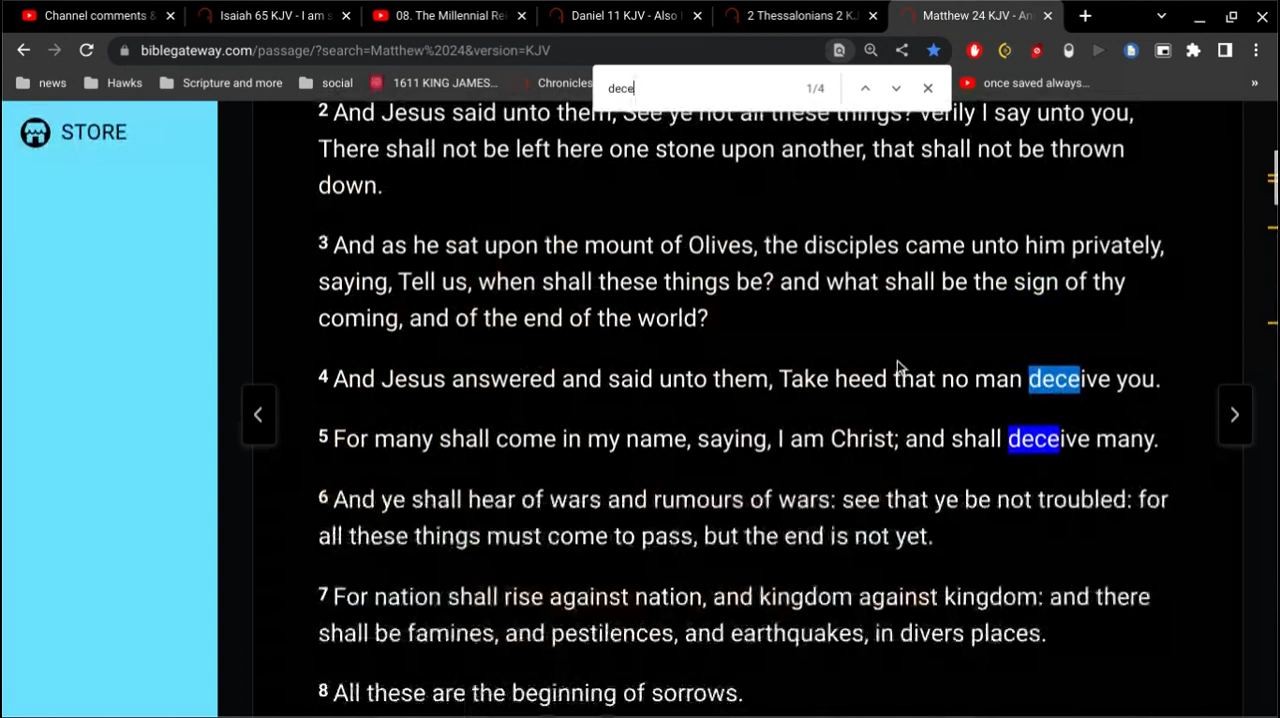 Channel comments &
Isaiah 65 KJV - I am s
08. The Millennial Rei
Daniel 11 KJV - Also I
2 Thessalonians 2 KJ
Matthew 24 KJV - An
biblegateway.com/passage/?search=Matthew%2024&version=KJV
news
Hawks
Scripture and more
social
1611 KING JAMES...
Chronicles
dece
1/4
once saved always...
»
STORE
2 And Jesus said unto them, See ye not all these things? verily I say unto you,
There shall not be left here one stone upon another, that shall not be thrown
down.
3 And as he sat upon the mount of Olives, the disciples came unto him privately,
saying, Tell us, when shall these things be? and what shall be the sign of thy
coming, and of the end of the world?
4 And Jesus answered and said unto them, Take heed that no man deceive you.
5 For many shall come in my name, saying, I am Christ; and shall deceive many.
6 And ye shall hear of wars and rumours of wars: see that ye be not troubled: for
all these things must come to pass, but the end is not yet.
7 For nation shall rise against nation, and kingdom against kingdom: and there
shall be famines, and pestilences, and earthquakes, in divers places.
8 All these are the beginning of sorrows.